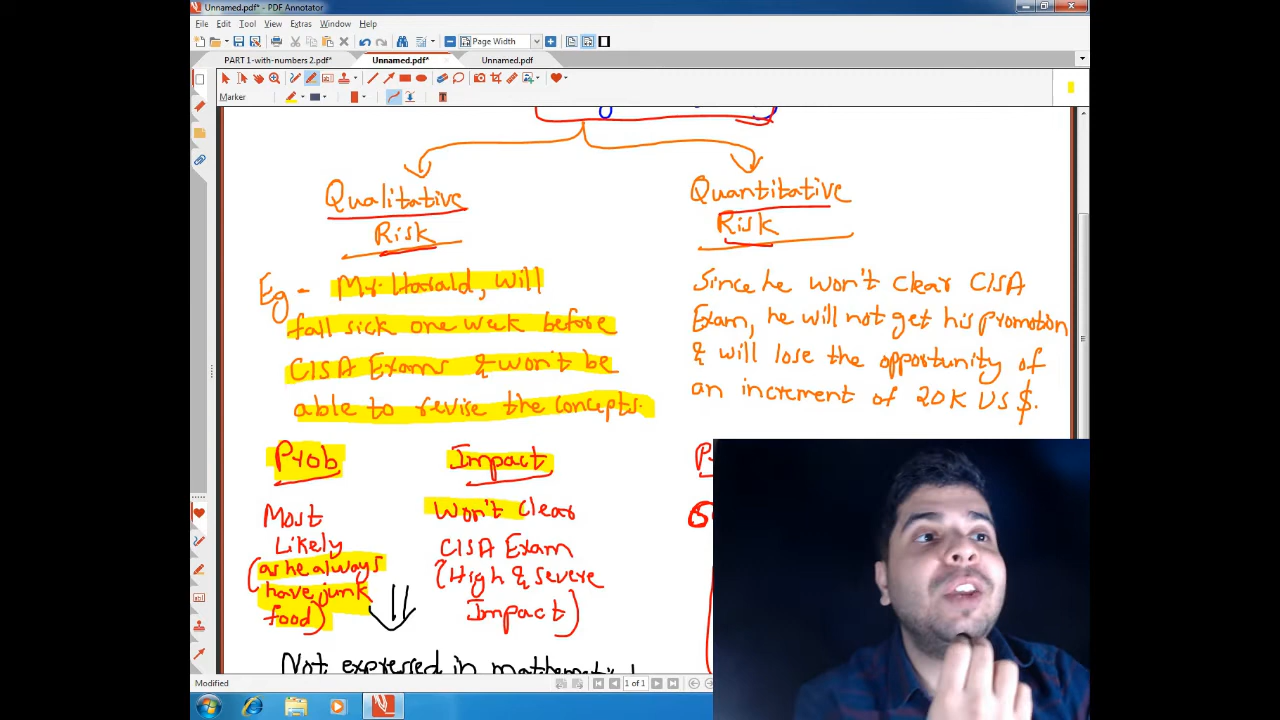 Unnamed.pdf* - PDF Annotator
File Edit Tool View Extras Window Help
Page Width
PART 1-with-numbers 2.pdf* Unnamed.pdf* Unnamed.pdf
Marker
Qualitative
Risk
Eg - Mr. Harald, will
fall sick one week before
CISA Exams & won't be
able to revise the concepts.
Prob Impact
Most
Likely
(as he always
have junk
food)
Won't Clear
CISA Exam
(High & Severe
Impact)
Not expressed in
Quantitative
Risk
Since he won't Clear CISA
Exam, he will not get his promotion
& will lose the opportunity of
an increment of 20K US $.
Modified
1 of 1